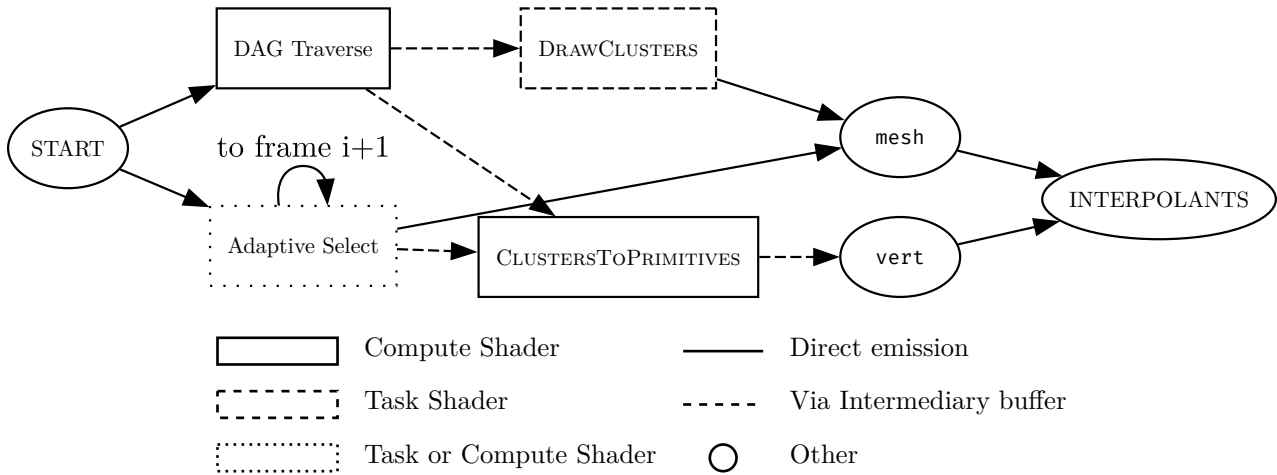 DAG Traverse
DrawClusters
START
to frame i+1
mesh
INTERPOLANTS
Adaptive Select
ClustersToPrimitives
vert
Compute Shader
Direct emission
Task Shader
Via Intermediary buffer
Task or Compute Shader
Other